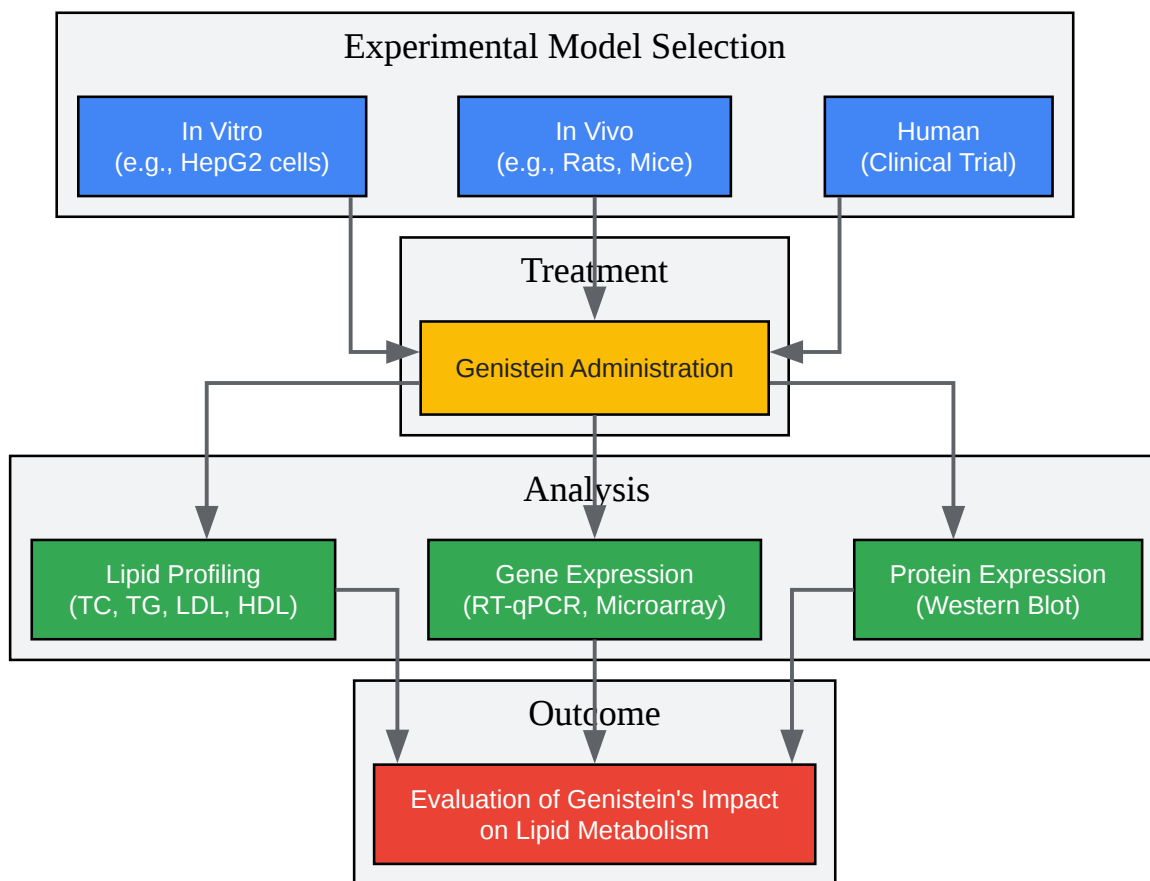 Experimental Model Selection
In Vitro
(e.g., HepG2 cells)
In Vivo
(e.g., Rats, Mice)
Human
(Clinical Trial)
Treatment
Genistein Administration
Analysis
Lipid Profiling
(TC, TG, LDL, HDL)
Gene Expression
(RT-qPCR, Microarray)
Protein Expression
(Western Blot)
Outcome
Evaluation of Genistein's Impact
on Lipid Metabolism